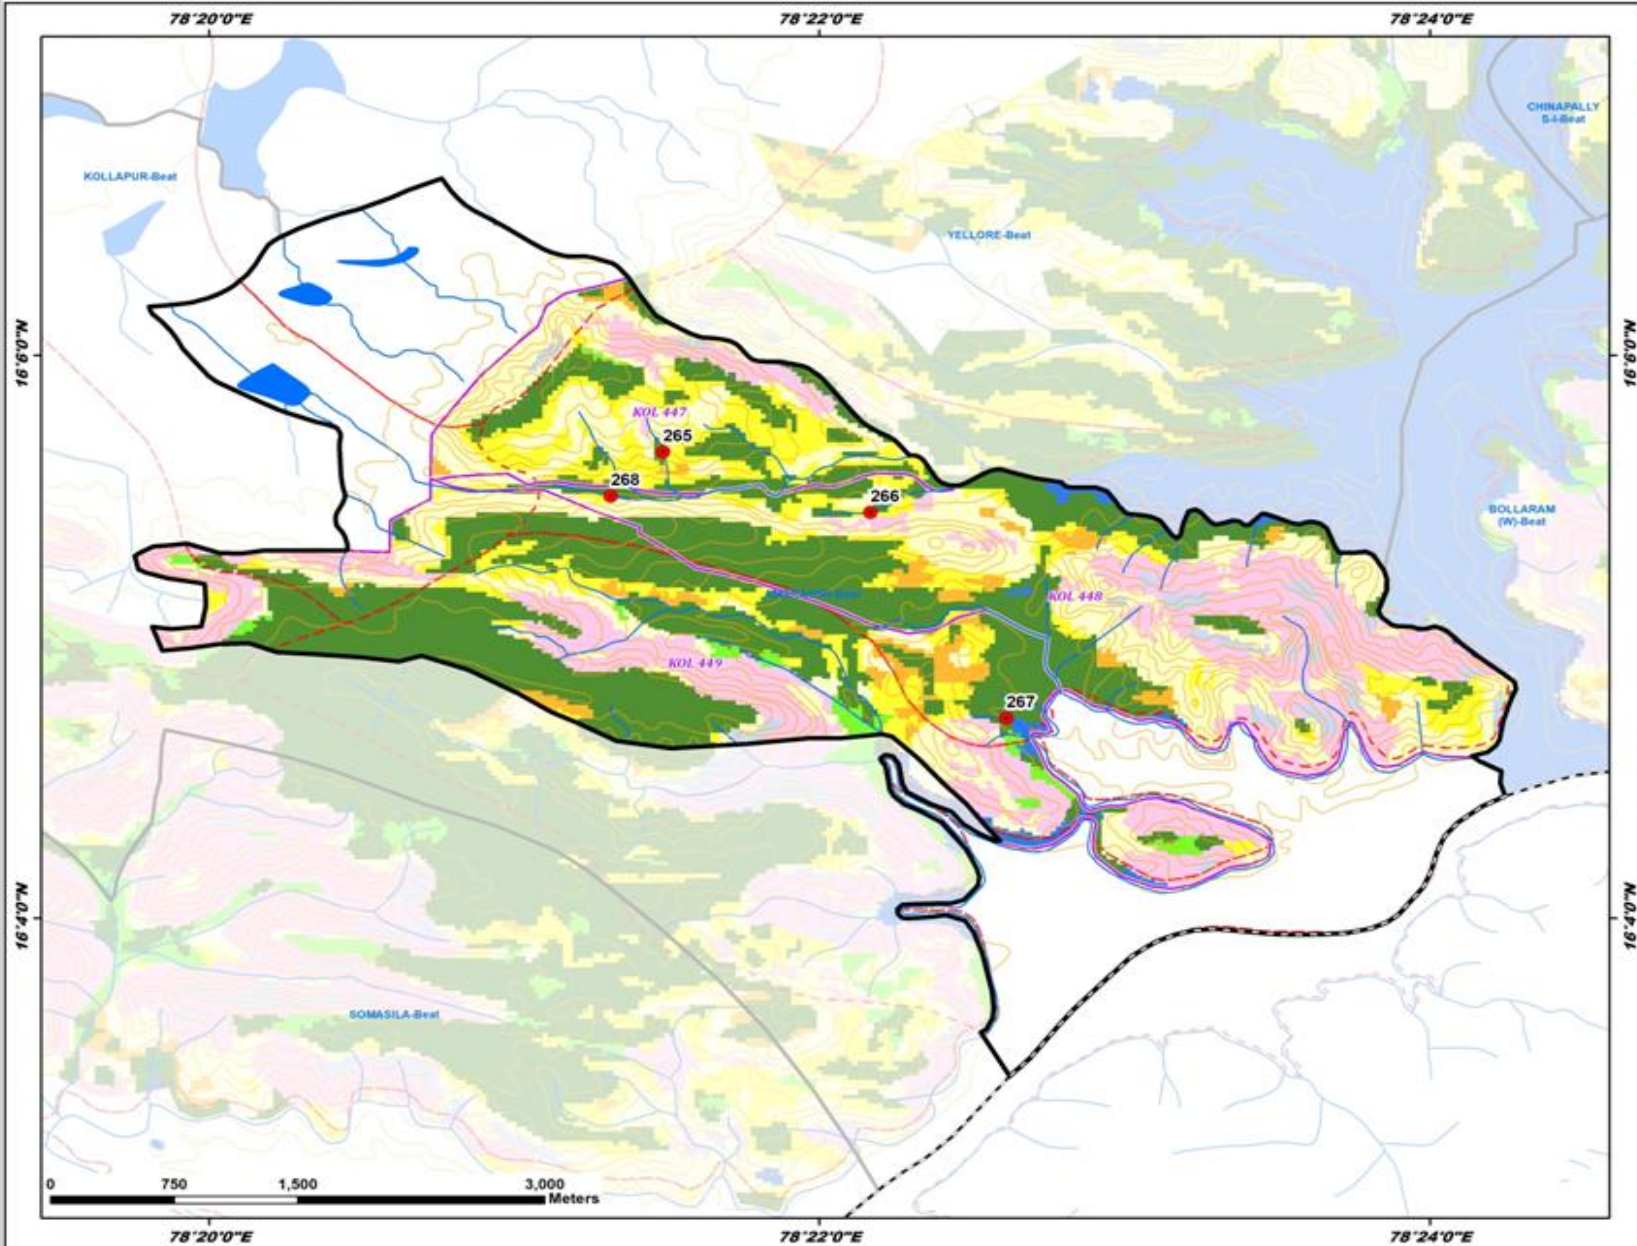 78°20'0"E
78°22'0"E
78°24'0"E
CHINAPALLY
S-I-Beat
KOLLAPUR-Beat
YELLORE-Beat
16°6'0"N
16°6'0"N
KOL 447
265
268
266
BOLLARAM
(W)-Beat
KOL 448
KOL 449
267
16°4'0"N
16°4'0"N
SOMASILA-Beat
0
750
1,500
3,000
Meters
78°20'0"E
78°22'0"E
78°24'0"E